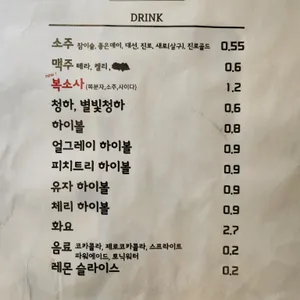 DRINK
소주 참이슬, 좋은데이, 대선, 진로, 새로(살구), 진로골드 0.55
맥주 테라, 켈리, 0.6
NEW 복소사 (복분자,소주,사이다) 1.2
청하, 별빛청하 0.6
하이볼 0.8
얼그레이 하이볼 0.9
피치트리 하이볼 0.9
유자 하이볼 0.9
체리 하이볼 0.9
화요 2.7
음료 코카콜라, 제로코카콜라, 스프라이트 0.2
파워에이드, 토닉워터
레몬 슬라이스 0.2